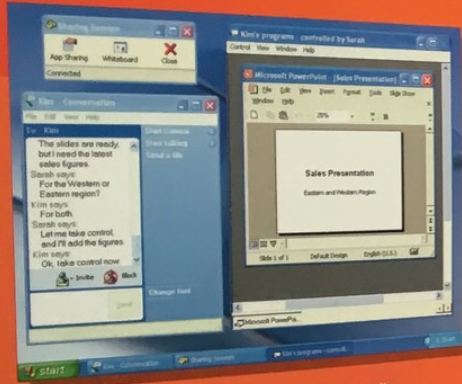 Sharing Session
App Sharing Whiteboard Close
Connected
Kim - Conversation
File Edit View Help
To: Kim
The slides are ready,
but I need the latest
sales figures.
Sarah says:
For the Western or
Eastern region?
Kim says:
For both.
Sarah says:
Let me take control,
and I'll add the figures.
Kim says:
Ok, take control now
Invite Block
Send
Start camera
Start talking
Send a file
Change font
Kim's programs - controlled by Sarah
Control View Window Help
Microsoft PowerPoint - [Sales Presentation]
File Edit View Insert Format Tools Slide Show
Window Help
Sales Presentation
Eastern and Western Region
Slide 1 of 1 Default Design English (U.S.)
Microsoft PowerPoi...
start Kim - Conversation Sharing Session Kim's programs - controll...